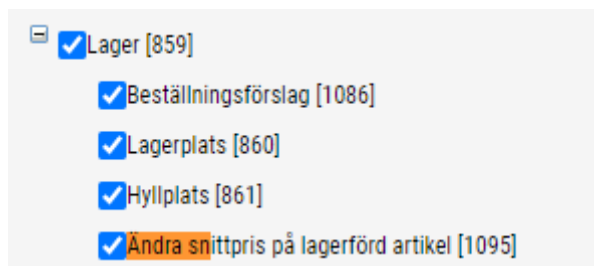 Lager [859]
Beställningsförslag [1086]
Lagerplats [860]
Hyllplats [861]
Ändra snittpris på lagerförd artikel [1095]